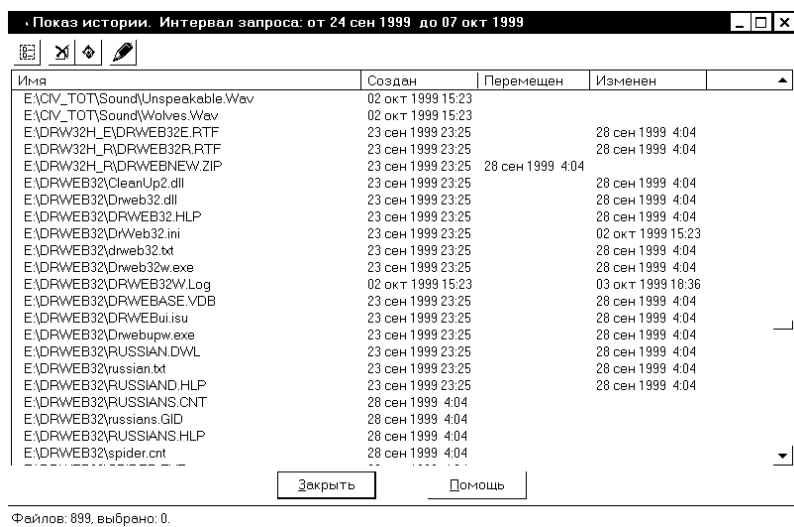 Показ истории. Интервал запроса: от 24 сен 1999 до 07 окт 1999
Имя Создан Перемещен Изменен
E:\CIV_TOT\Sound\Unspeakable.Wav 02 окт 1999 15:23
E:\CIV_TOT\Sound\Wolves.Wav 02 окт 1999 15:23
E:\DRW32H_E\DRWEB32E.RTF 23 сен 1999 23:25 28 сен 1999 4:04
E:\DRW32H_R\DRWEB32R.RTF 23 сен 1999 23:25 28 сен 1999 4:04
E:\DRW32H_R\DRWEBNEW.ZIP 23 сен 1999 23:25 28 сен 1999 4:04
E:\DRWEB32\CleanUp2.dll 23 сен 1999 23:25 28 сен 1999 4:04
E:\DRWEB32\Drweb32.dll 23 сен 1999 23:25 28 сен 1999 4:04
E:\DRWEB32\DRWEB32.HLP 23 сен 1999 23:25 28 сен 1999 4:04
E:\DRWEB32\DrWeb32.ini 23 сен 1999 23:25 02 окт 1999 15:23
E:\DRWEB32\drweb32.txt 23 сен 1999 23:25 28 сен 1999 4:04
E:\DRWEB32\Drweb32w.exe 23 сен 1999 23:25 28 сен 1999 4:04
E:\DRWEB32\DRWEB32W.Log 02 окт 1999 15:23 03 окт 1999 18:36
E:\DRWEB32\DRWEBASE.VDB 23 сен 1999 23:25 28 сен 1999 4:04
E:\DRWEB32\DRWEBui.isu 23 сен 1999 23:25 28 сен 1999 4:04
E:\DRWEB32\Drwebupw.exe 23 сен 1999 23:25 28 сен 1999 4:04
E:\DRWEB32\RUSSIAN.DWL 23 сен 1999 23:25 28 сен 1999 4:04
E:\DRWEB32\russian.txt 23 сен 1999 23:25 28 сен 1999 4:04
E:\DRWEB32\RUSSIAND.HLP 23 сен 1999 23:25 28 сен 1999 4:04
E:\DRWEB32\RUSSIANS.CNT 28 сен 1999 4:04
E:\DRWEB32\russians.GID 28 сен 1999 4:04
E:\DRWEB32\RUSSIANS.HLP 28 сен 1999 4:04
E:\DRWEB32\spider.cnt 28 сен 1999 4:04
Закрыть Помощь
Файлов: 899, выбрано: 0.